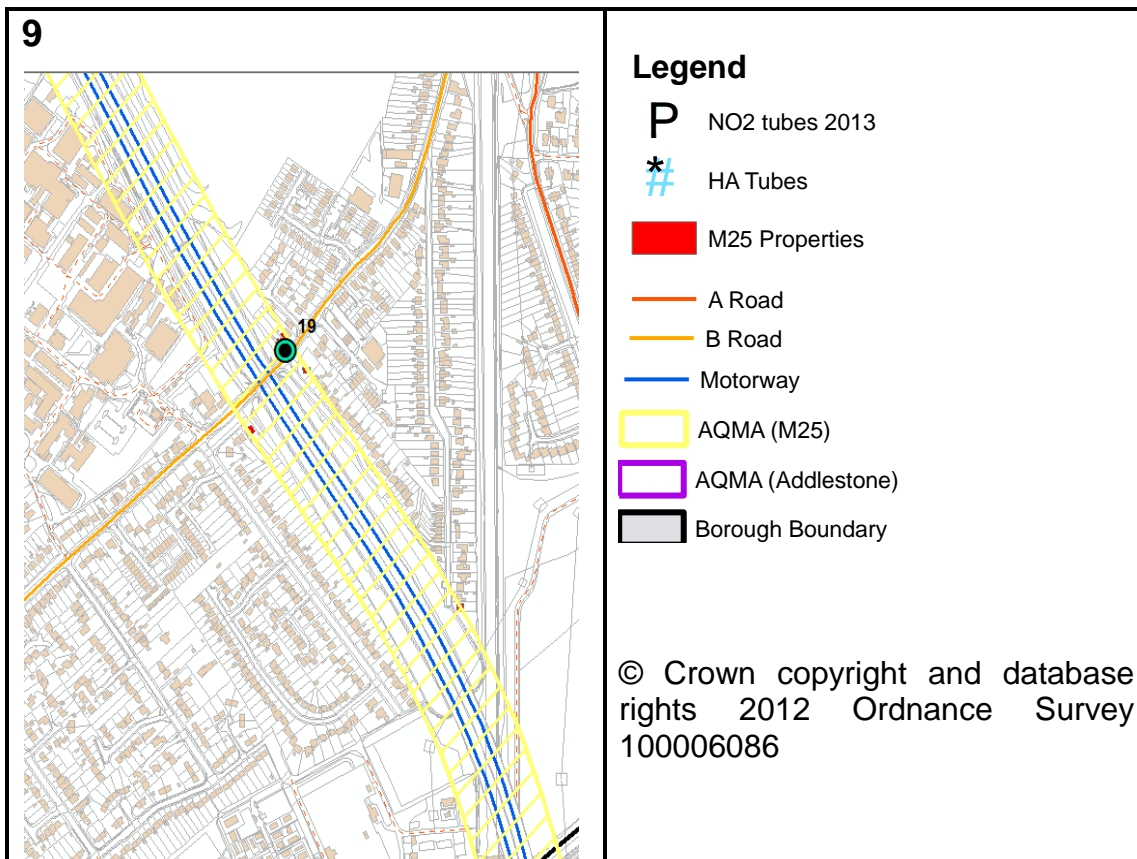 9
19
Legend
P NO2 tubes 2013
*# HA Tubes
M25 Properties
A Road
B Road
Motorway
AQMA (M25)
AQMA (Addlestone)
Borough Boundary
© Crown copyright and database
rights 2012 Ordnance Survey
100006086